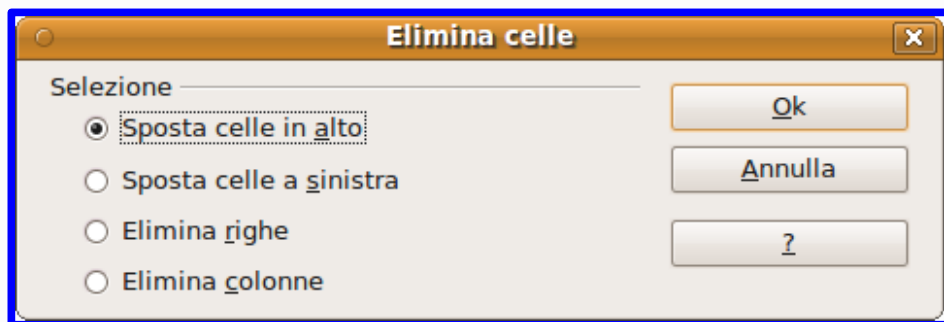 Elimina celle
Selezione
Sposta celle in alto
Sposta celle a sinistra
Elimina righe
Elimina colonne
Ok
Annulla
?